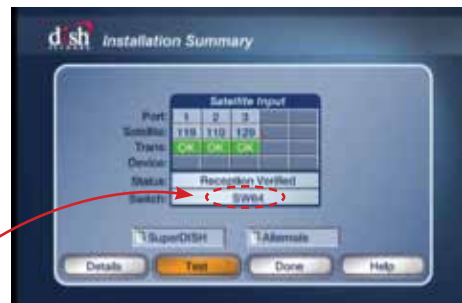 dish NETWORK Installation Summary
Satellite Input
Port: 1 2 3
Satellite: 119 110 129
Trans: OK OK OK
Device:
Status: Reception Verified
Switch: SW64
SuperDISH Alternate
Details Test Done Help